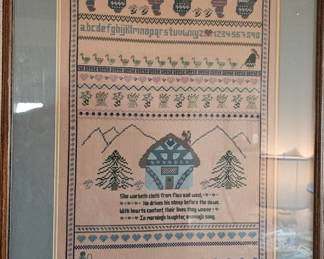 abcdefghijklmnopqrstuvwxyz 1234567890
She worketh cloth from flax and wool,
He drives his sheep before the dawn.
With hearts content their lives they weave
In morning's laughter, evening's song.